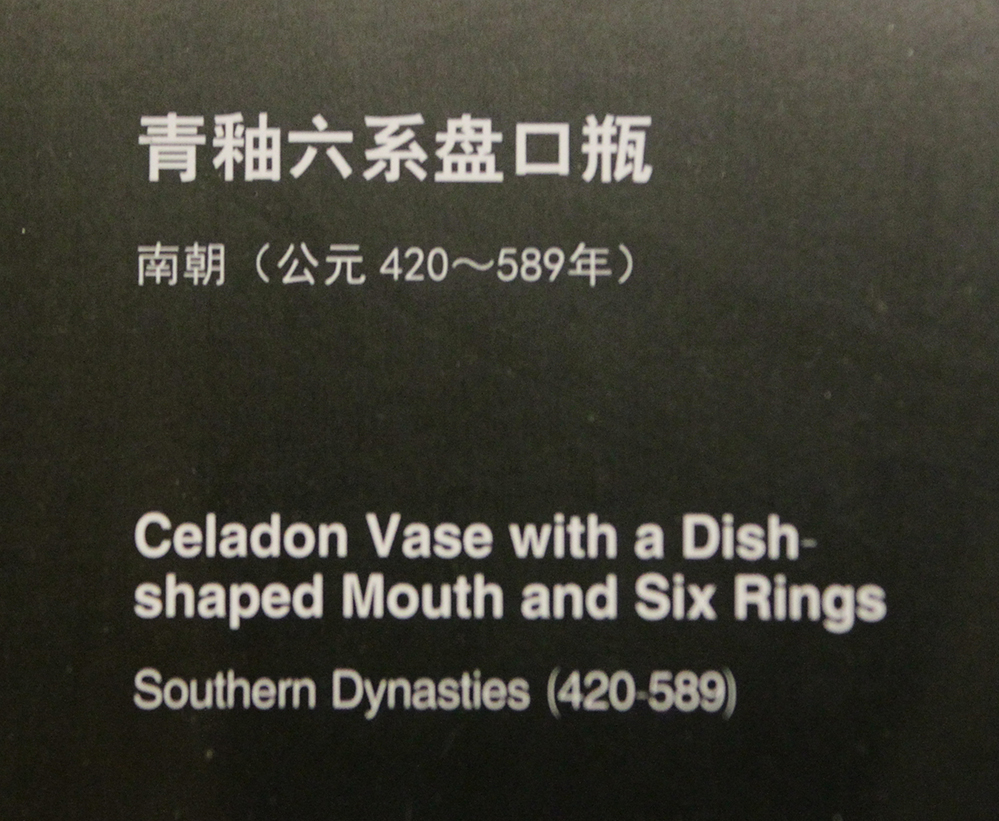 青釉六系盘口瓶
南朝（公元 420～589年）
Celadon Vase with a Dish-
shaped Mouth and Six Rings
Southern Dynasties (420-589)